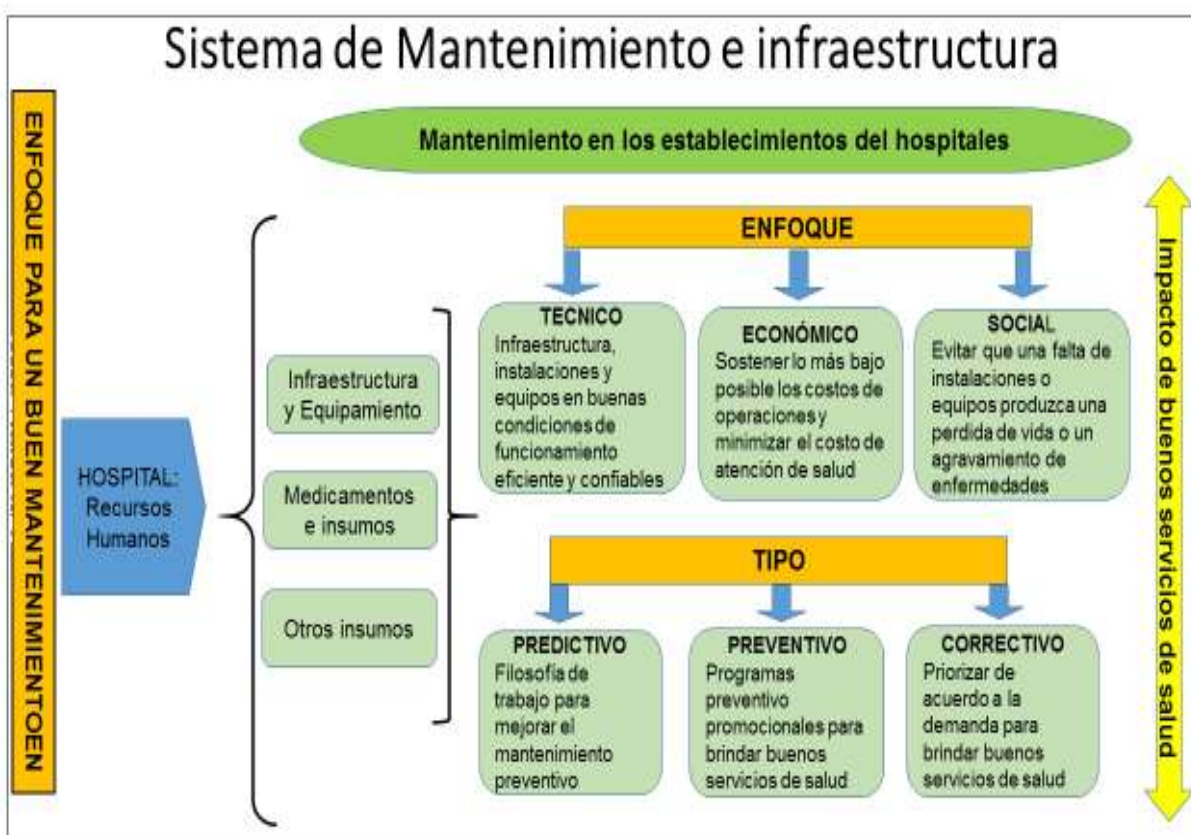 Sistema de Mantenimiento e infraestructura
ENFOQUE PARA UN BUEN MANTENIMIENTOEN
Mantenimiento en los establecimientos del hospitales
HOSPITAL:
Recursos
Humanos
Infraestructura
y Equipamiento
Medicamentos
e insumos
Otros insumos
ENFOQUE
TECNICO
Infraestructura,
instalaciones y
equipos en buenas
condiciones de
funcionamiento
eficiente y confiables
ECONÓMICO
Sostener lo más bajo
posible los costos de
operaciones y
minimizar el costo de
atención de salud
SOCIAL
Evitar que una falta de
instalaciones o
equipos produzca una
perdida de vida o un
agravamiento de
enfermedades
TIPO
PREDICTIVO
Filosofía de
trabajo para
mejorar el
mantenimiento
preventivo
PREVENTIVO
Programas
preventivo
promocionales para
brindar buenos
servicios de salud
CORRECTIVO
Priorizar de
acuerdo a la
demanda para
brindar buenos
servicios de salud
Impacto de buenos servicios de salud